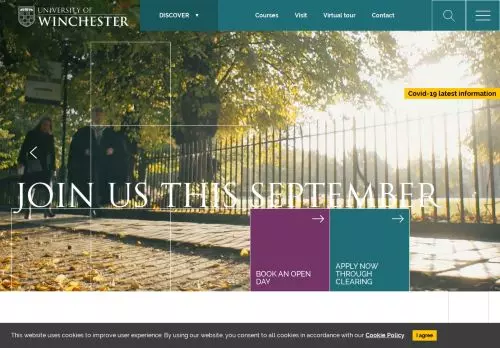 UNIVERSITY OF
WINCHESTER
DISCOVER
Courses
Visit
Virtual tour
Contact
Covid-19 latest information
JOIN US THIS SEPTEMBER
BOOK AN OPEN
DAY
APPLY NOW
THROUGH
CLEARING
This website uses cookies to improve user experience. By using our website, you consent to all cookies in accordance with our Cookie Policy
I agree